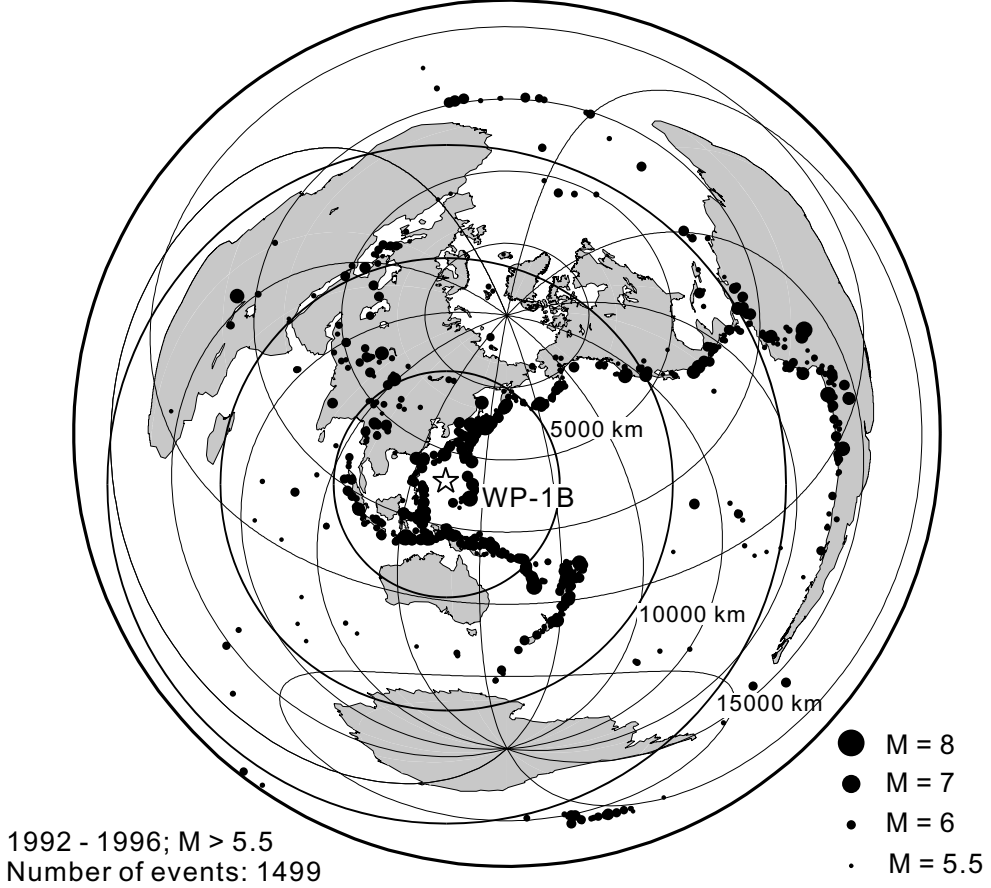 5000 km
WP-1B
10000 km
15000 km
M = 8
M = 7
M = 6
M = 5.5
1992 - 1996; M > 5.5
Number of events: 1499